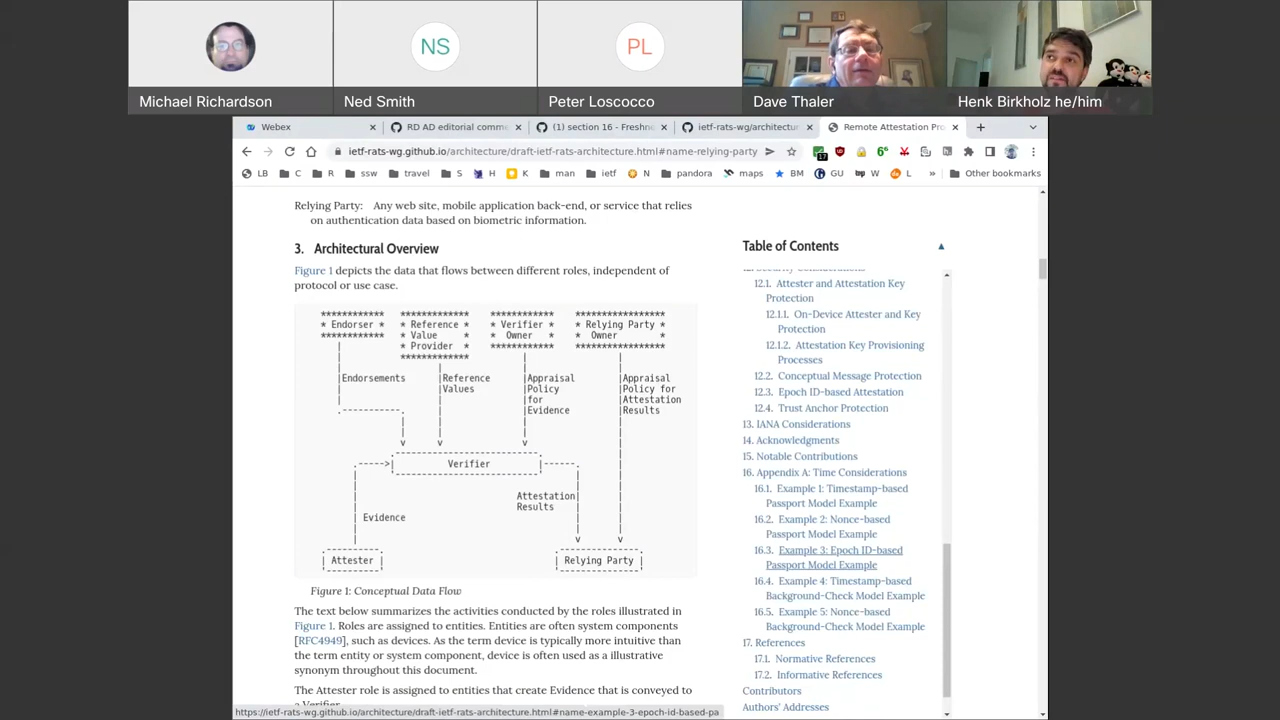 NS
PL
Michael Richardson
Ned Smith
Peter Loscocco
Dave Thaler
Henk Birkholz he/him
Webex
RD AD editorial comme
(1) section 16 - Freshne
ietf-rats-wg/architectu
Remote Attestation Pro
ietf-rats-wg.github.io/architecture/draft-ietf-rats-architecture.html#name-relying-party
17
6°
LB
C
R
ssw
travel
S
H
K
man
ietf
N
pandora
maps
BM
GU
W
L
»
Other bookmarks
Relying Party: Any web site, mobile application back-end, or service that relies
on authentication data based on biometric information.
3. Architectural Overview
Figure 1 depicts the data that flows between different roles, independent of
protocol or use case.
************ ************* ************ *****************
* Endorser * * Reference * * Verifier * * Relying Party *
************ * Value * * Owner * * Owner *
| * Provider * ************ *****************
| ************* | |
|Endorsements |Reference |Appraisal |Appraisal
| |Values |Policy |Policy for
| | |for |Attestation
.-----------. | |Evidence |Results
| | | |
v v v |
.---------------------.
.---->| Verifier |-----.
'---------------------'
| Attestation| |
| Results | |
| Evidence | |
| v v
.----------. .---------------.
| Attester | | Relying Party |
'----------' '---------------'
Figure 1: Conceptual Data Flow
The text below summarizes the activities conducted by the roles illustrated in
Figure 1. Roles are assigned to entities. Entities are often system components
[RFC4949], such as devices. As the term device is typically more intuitive than
the term entity or system component, device is often used as a illustrative
synonym throughout this document.
The Attester role is assigned to entities that create Evidence that is conveyed to
a Verifier.
Table of Contents
12. Security Considerations
12.1. Attester and Attestation Key
Protection
12.1.1. On-Device Attester and Key
Protection
12.1.2. Attestation Key Provisioning
Processes
12.2. Conceptual Message Protection
12.3. Epoch ID-based Attestation
12.4. Trust Anchor Protection
13. IANA Considerations
14. Acknowledgments
15. Notable Contributions
16. Appendix A: Time Considerations
16.1. Example 1: Timestamp-based
Passport Model Example
16.2. Example 2: Nonce-based
Passport Model Example
16.3. Example 3: Epoch ID-based
Passport Model Example
16.4. Example 4: Timestamp-based
Background-Check Model Example
16.5. Example 5: Nonce-based
Background-Check Model Example
17. References
17.1. Normative References
17.2. Informative References
Contributors
Authors' Addresses
https://ietf-rats-wg.github.io/architecture/draft-ietf-rats-architecture.html#name-example-3-epoch-id-based-pa